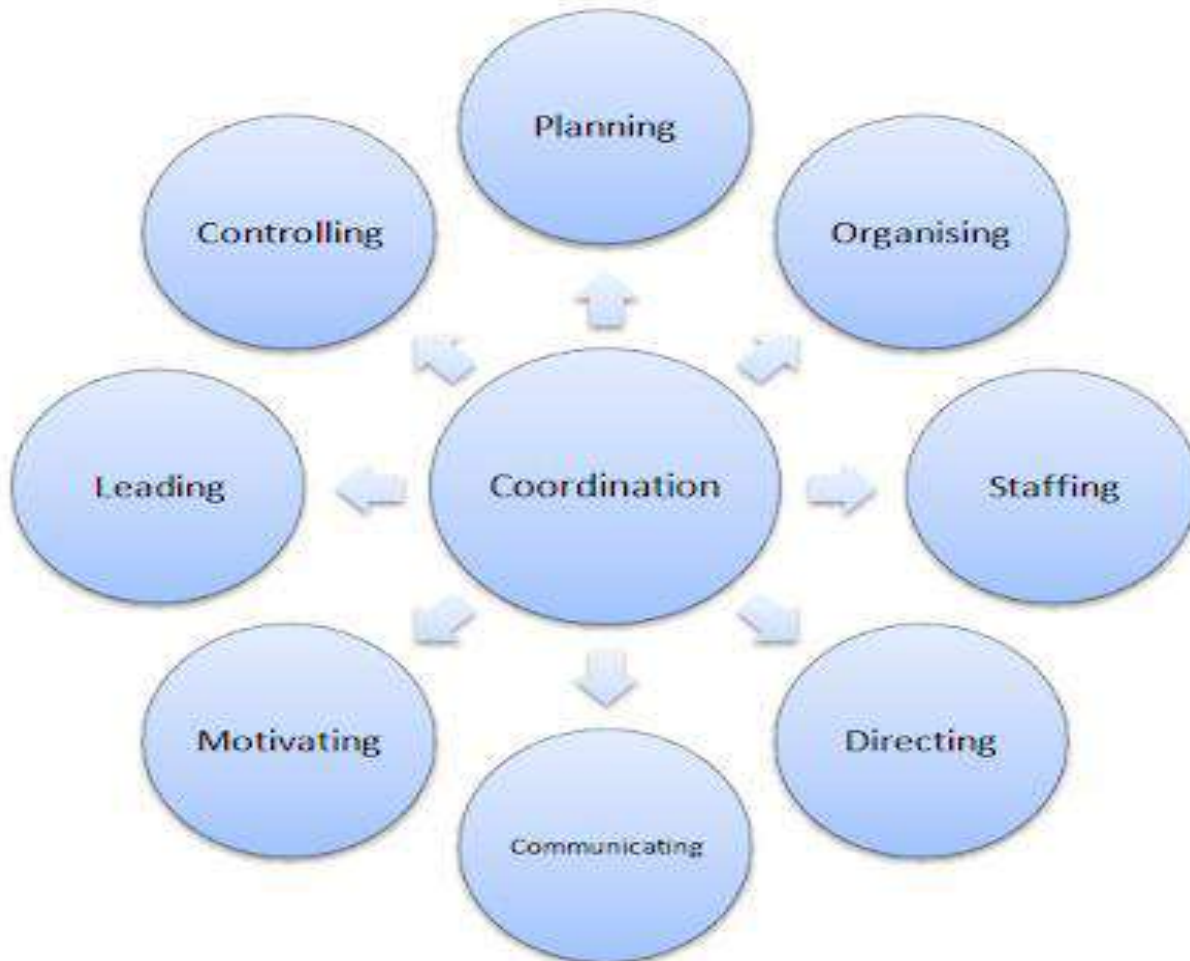 Planning
Controlling
Organising
Leading
Coordination
Staffing
Motivating
Directing
Communicating